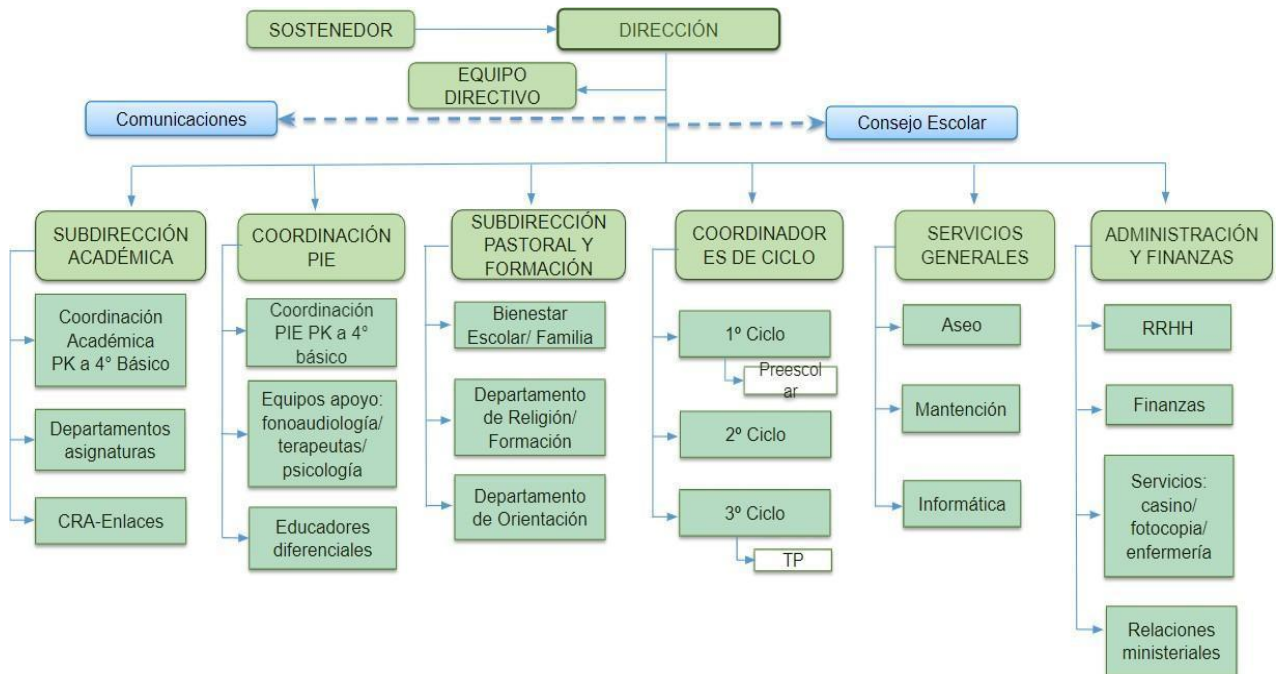 SOSTENEDOR
DIRECCIÓN
EQUIPO
DIRECTIVO
Comunicaciones
Consejo Escolar
SUBDIRECCIÓN
ACADÉMICA
COORDINACIÓN
PIE
SUBDIRECCIÓN
PASTORAL Y
FORMACIÓN
COORDINADOR
ES DE CICLO
SERVICIOS
GENERALES
ADMINISTRACIÓN
Y FINANZAS
Coordinación
Académica
PK a 4° Básico
Departamentos
asignaturas
CRA-Enlaces
Coordinación
PIE PK a 4°
básico
Equipos apoyo:
fonoaudiología/
terapeutas/
psicología
Educadores
diferenciales
Bienestar
Escolar/ Familia
Departamento
de Religión/
Formación
Departamento
de Orientación
1º Ciclo
Preescol
ar
2º Ciclo
3º Ciclo
TP
Aseo
Mantención
Informática
RRHH
Finanzas
Servicios:
casino/
fotocopia/
enfermería
Relaciones
ministeriales